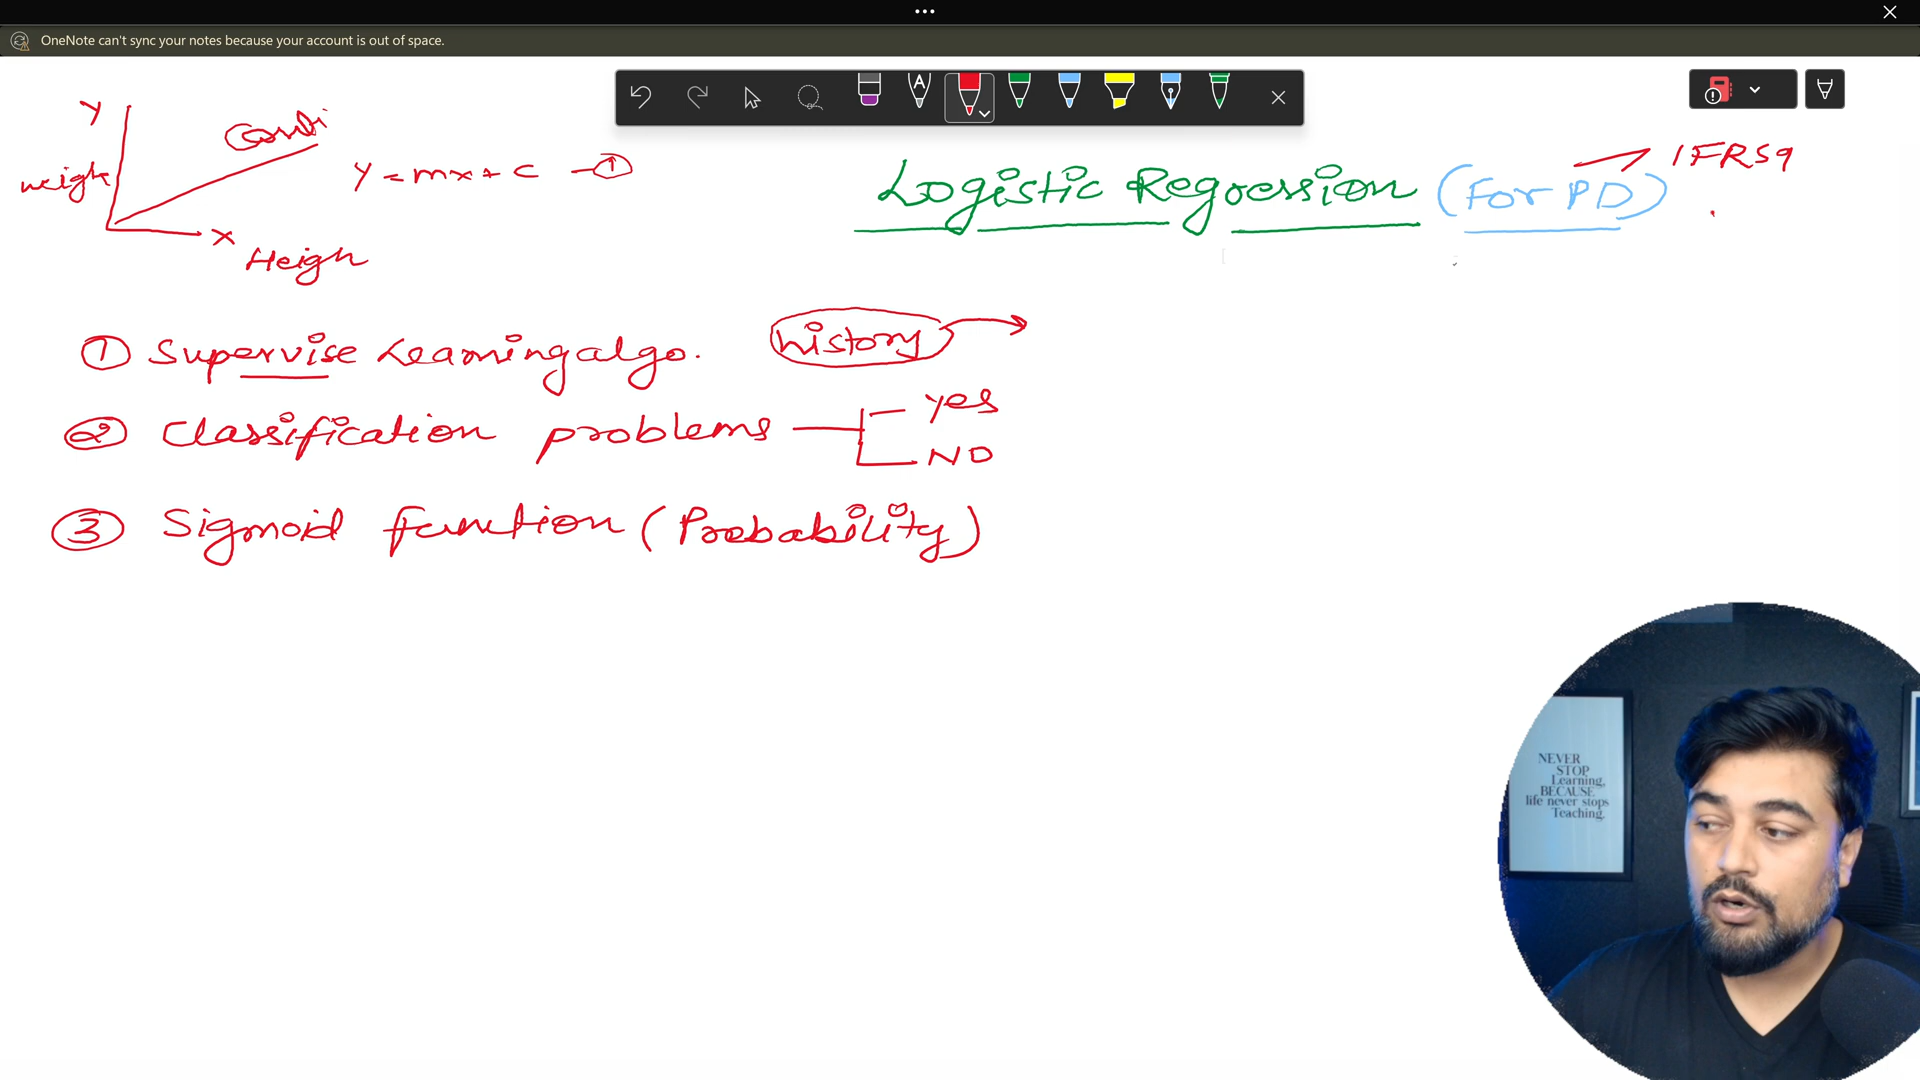 OneNote can't sync your notes because your account is out of space.
Y
Conti
Weigh
Y = mx + c - ①
x
Heigh
Logistic Regression (For PD)
IFRS9
① Supervise Learning algo.
history
② Classification problems
Yes
NO
③ Sigmoid function (Probability)
NEVER
STOP
Learning,
BECAUSE
life never stops
Teaching.